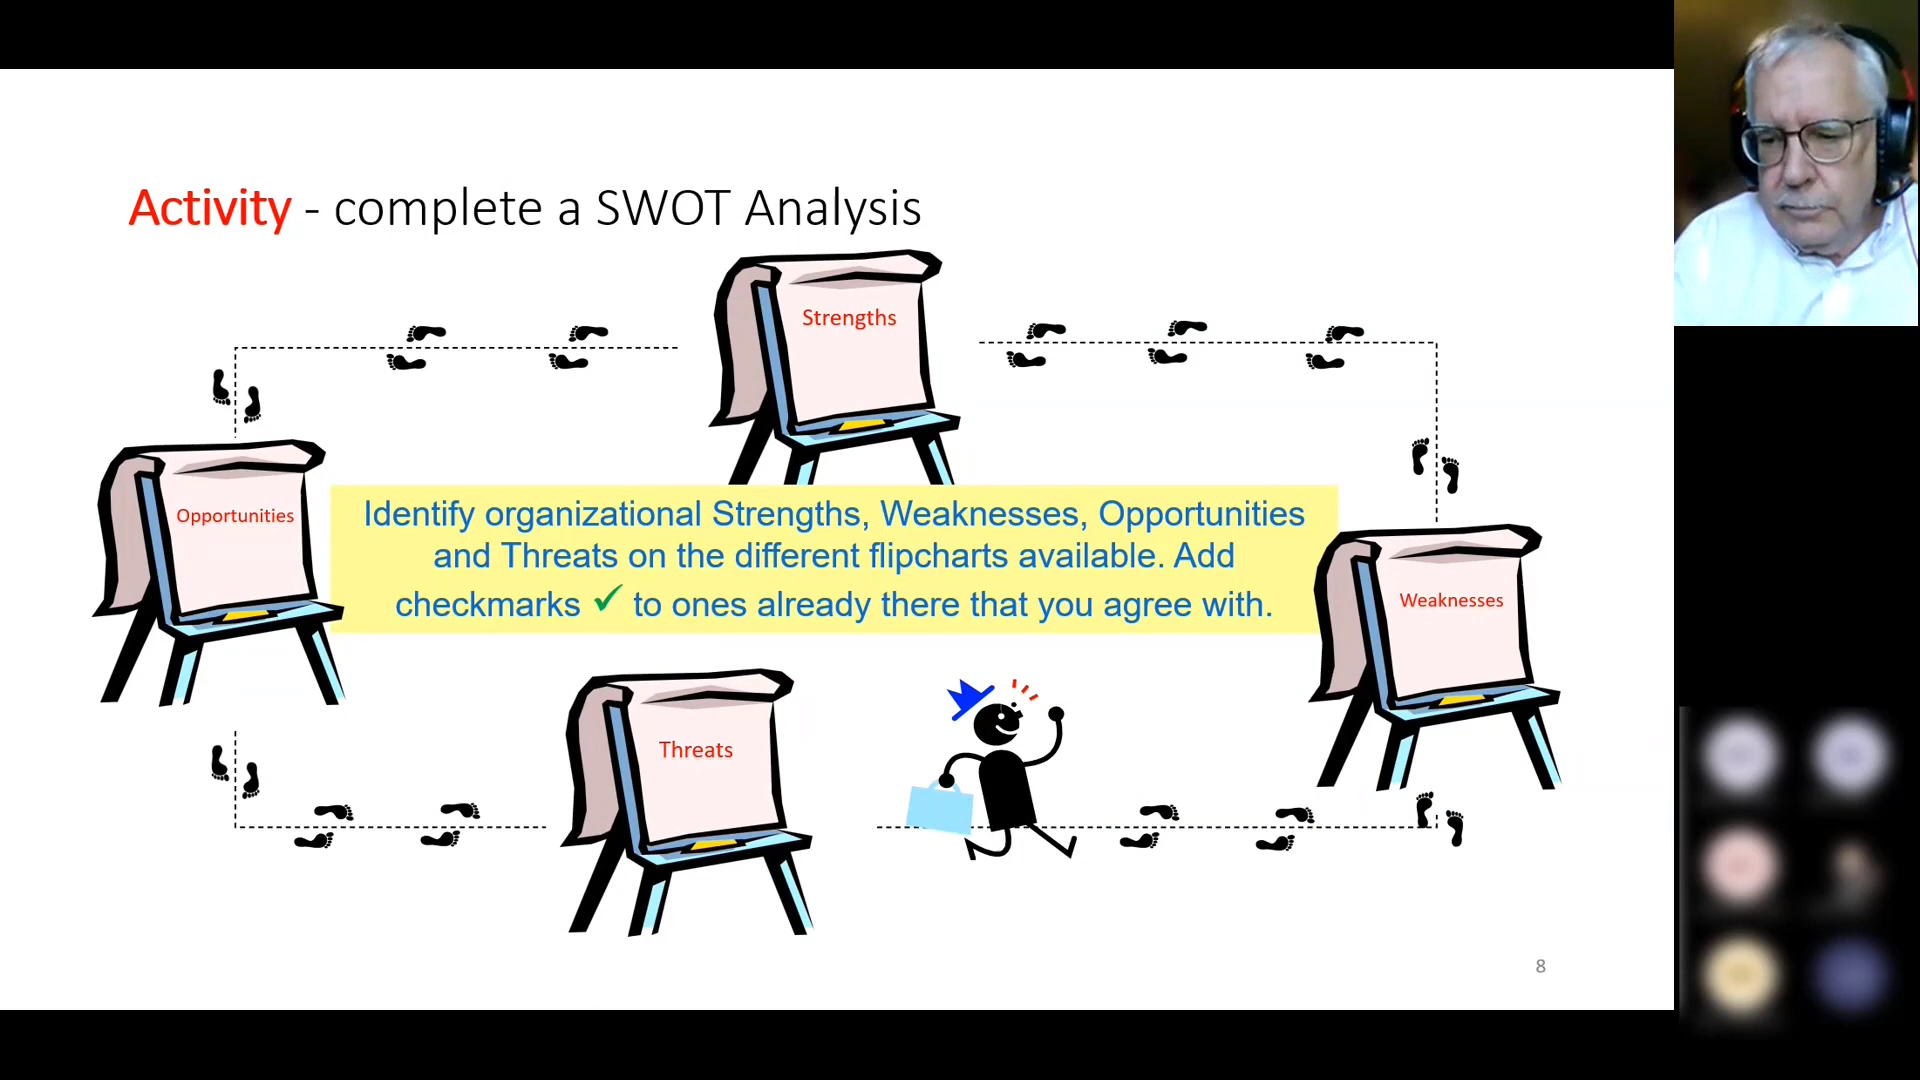 Activity - complete a SWOT Analysis
Strengths
Opportunities
Identify organizational Strengths, Weaknesses, Opportunities
and Threats on the different flipcharts available. Add
checkmarks ✓ to ones already there that you agree with.
Weaknesses
Threats
8